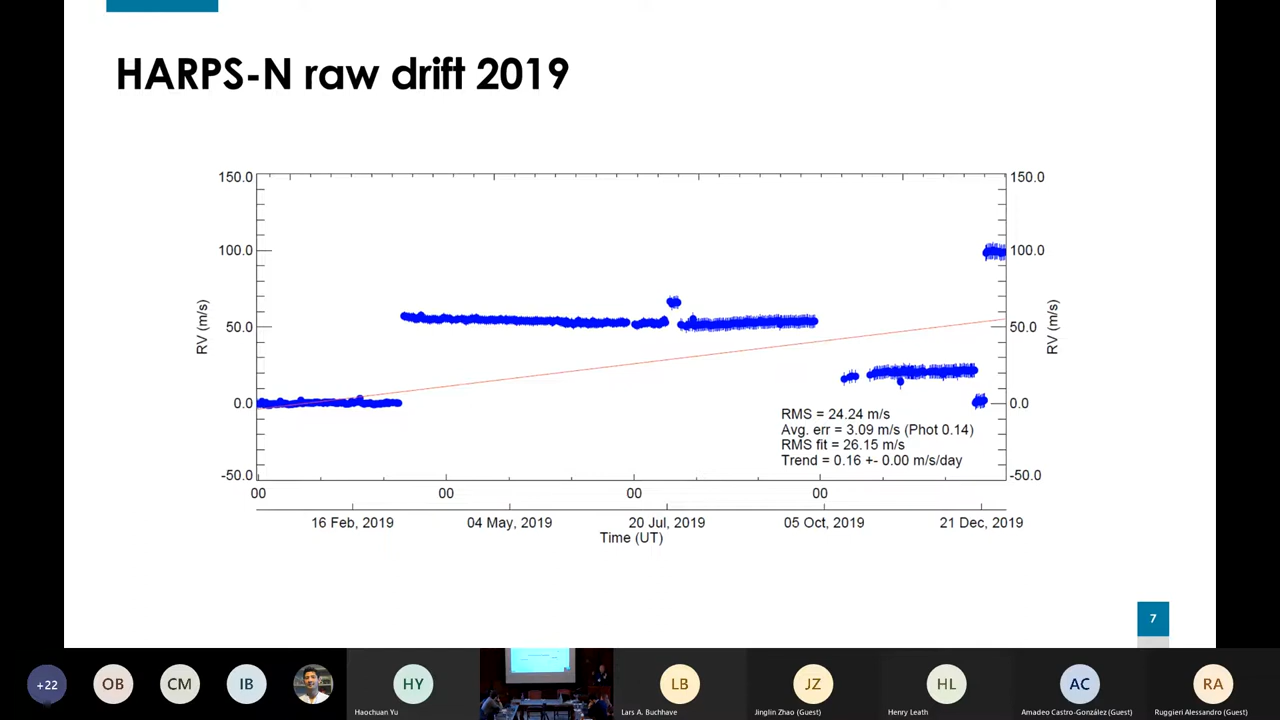 HARPS-N raw drift 2019
150.0
150.0
100.0
100.0
50.0
50.0
0.0
0.0
-50.0
-50.0
RV (m/s)
RV (m/s)
RMS = 24.24 m/s
Avg. err = 3.09 m/s (Phot 0.14)
RMS fit = 26.15 m/s
Trend = 0.16 +- 0.00 m/s/day
00 00 00 00
16 Feb, 2019 04 May, 2019 20 Jul, 2019 05 Oct, 2019 21 Dec, 2019
Time (UT)
7
+22 OB CM IB HY LB JZ HL AC RA
Haochuan Yu Lars A. Buchhave Jinglin Zhao (Guest) Henry Leath Amadeo Castro-González (Guest) Ruggieri Alessandro (Guest)